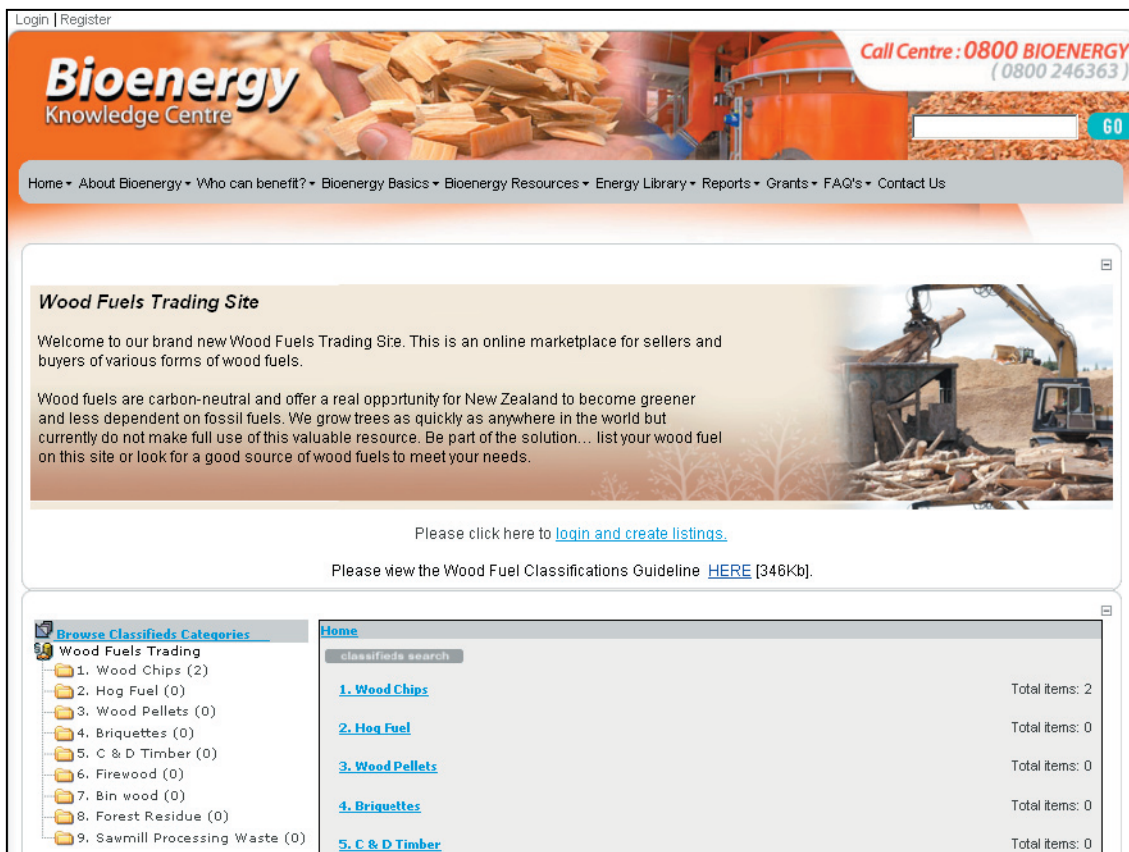 Login | Register
Bioenergy
Knowledge Centre
Call Centre : 0800 BIOENERGY
( 0800 246363 )
GO
Home About Bioenergy Who can benefit? Bioenergy Basics Bioenergy Resources Energy Library Reports Grants FAQ's Contact Us
Wood Fuels Trading Site
Welcome to our brand new Wood Fuels Trading Site. This is an online marketplace for sellers and
buyers of various forms of wood fuels.
Wood fuels are carbon-neutral and offer a real opportunity for New Zealand to become greener
and less dependent on fossil fuels. We grow trees as quickly as anywhere in the world but
currently do not make full use of this valuable resource. Be part of the solution... list your wood fuel
on this site or look for a good source of wood fuels to meet your needs.
Please click here to login and create listings.
Please view the Wood Fuel Classifications Guideline HERE [346Kb].
Browse Classifieds Categories
Wood Fuels Trading
1. Wood Chips (2)
2. Hog Fuel (0)
3. Wood Pellets (0)
4. Briquettes (0)
5. C & D Timber (0)
6. Firewood (0)
7. Bin wood (0)
8. Forest Residue (0)
9. Sawmill Processing Waste (0)
Home
classifieds search
1. Wood Chips Total items: 2
2. Hog Fuel Total items: 0
3. Wood Pellets Total items: 0
4. Briquettes Total items: 0
5. C & D Timber Total items: 0